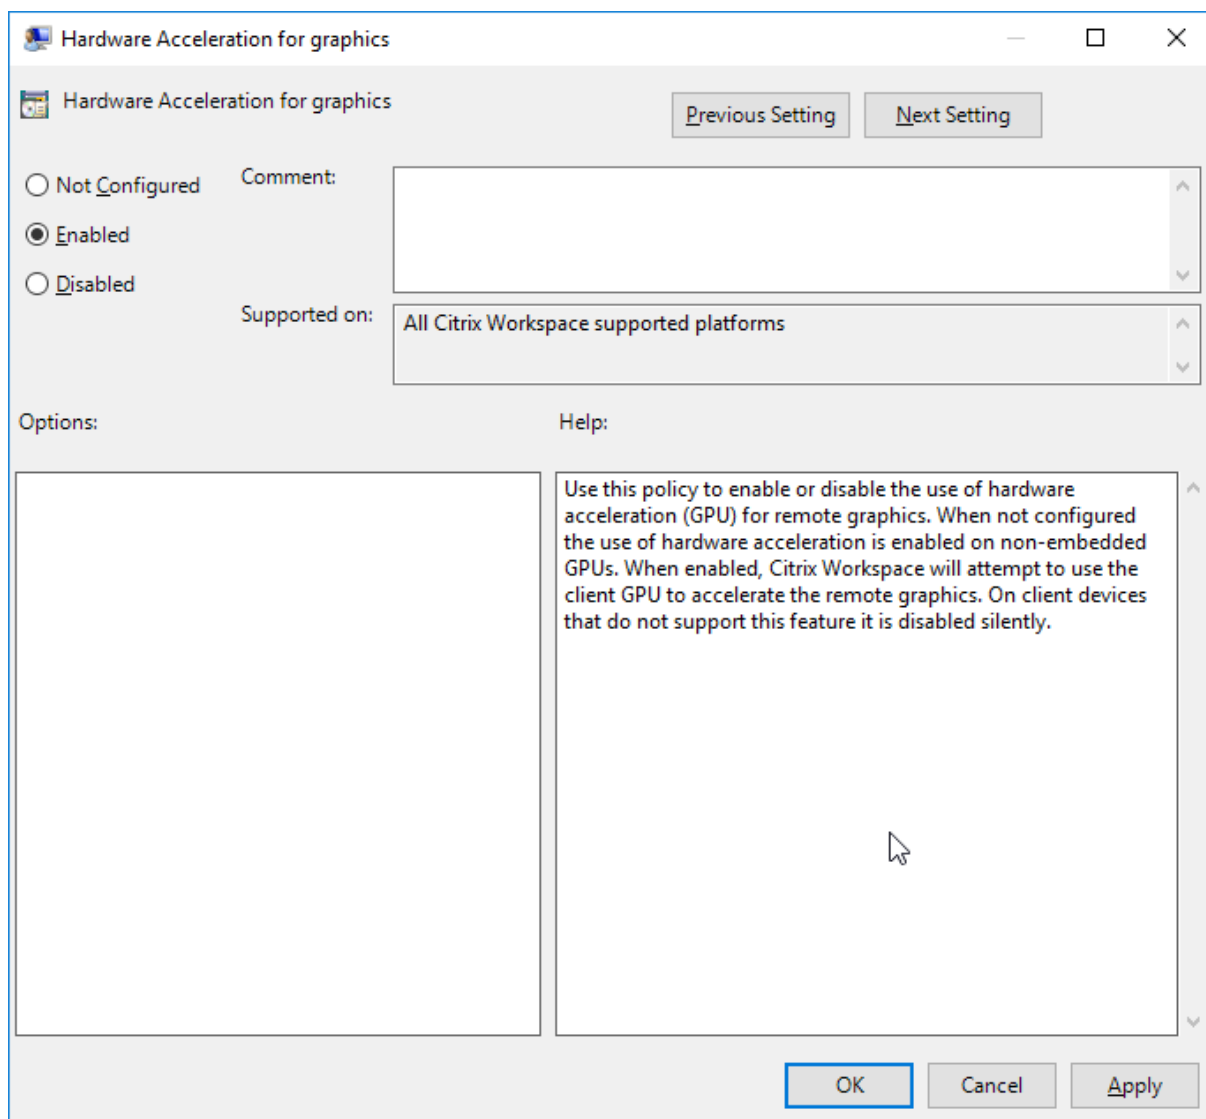 Hardware Acceleration for graphics
Hardware Acceleration for graphics
Previous Setting
Next Setting
Not Configured
Comment:
Enabled
Disabled
Supported on:
All Citrix Workspace supported platforms
Options:
Help:
Use this policy to enable or disable the use of hardware
acceleration (GPU) for remote graphics. When not configured
the use of hardware acceleration is enabled on non-embedded
GPUs. When enabled, Citrix Workspace will attempt to use the
client GPU to accelerate the remote graphics. On client devices
that do not support this feature it is disabled silently.
OK
Cancel
Apply